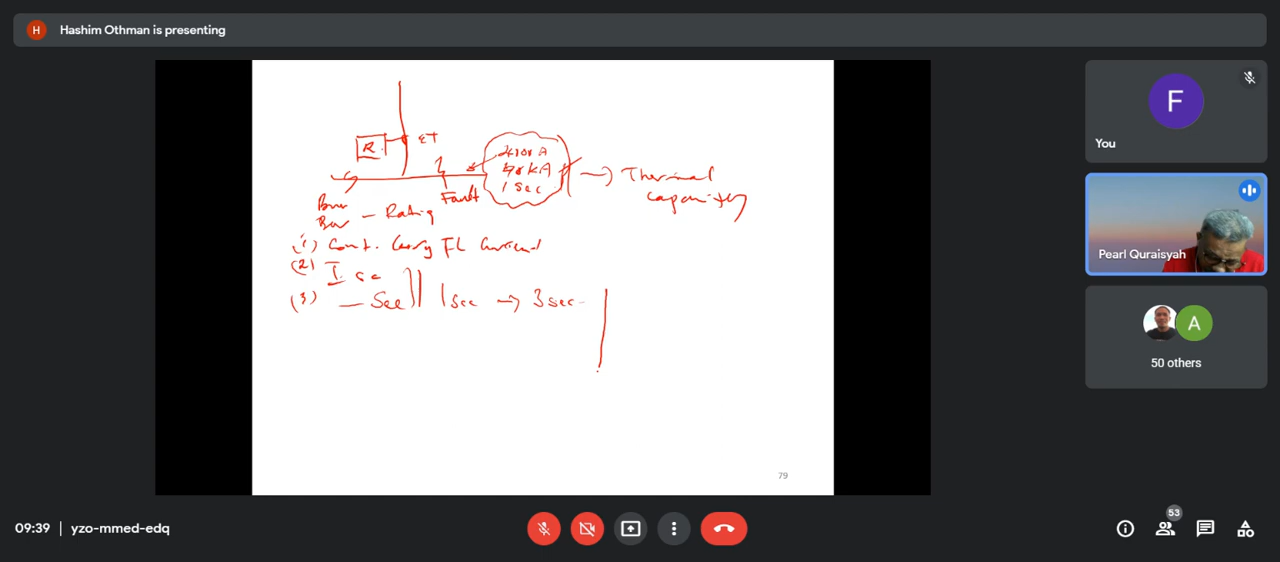 H Hashim Othman is presenting
R
Fault
40 kA
1 Sec
Thermal
capacity
Bus
Bar - Rating
(1) Cont. Carry FL Current
(2) I sc
(3) — Sec 1 sec → 3 sec
79
F
You
Pearl Quraisyah
A
50 others
09:39 | yzo-mmed-edq
53